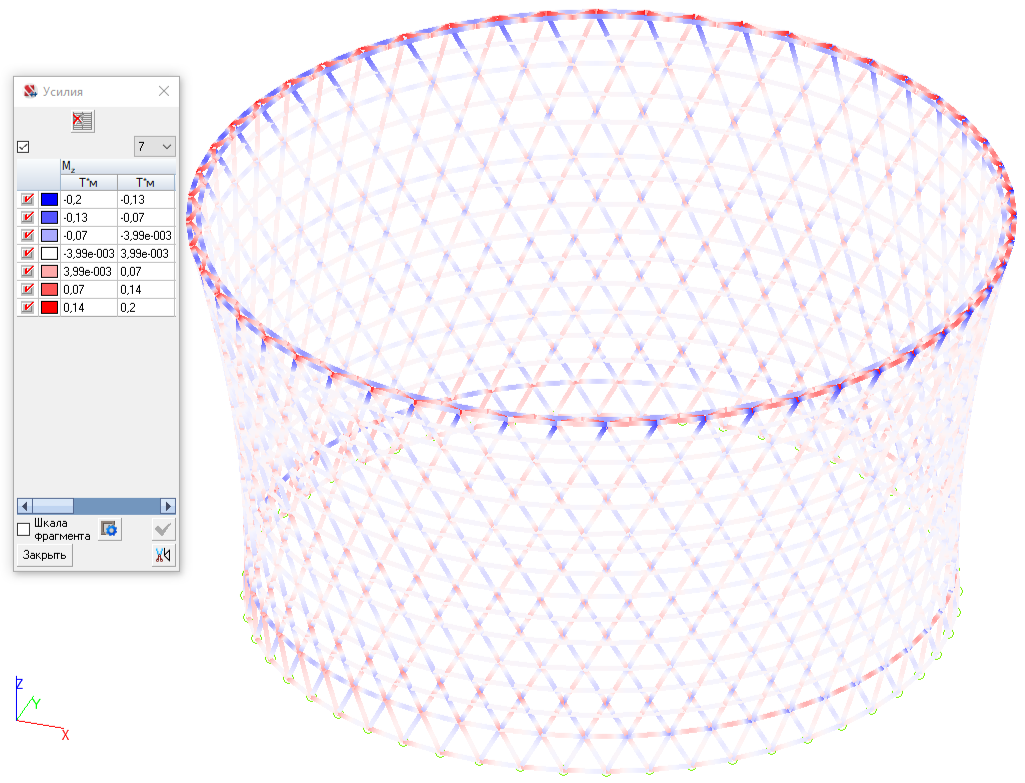 Усилия
7
Mz
Т*м Т*м
-0,2 -0,13
-0,13 -0,07
-0,07 -3,99e-003
-3,99e-003 3,99e-003
3,99e-003 0,07
0,07 0,14
0,14 0,2
Шкала
фрагмента
Закрыть
Z
Y
X